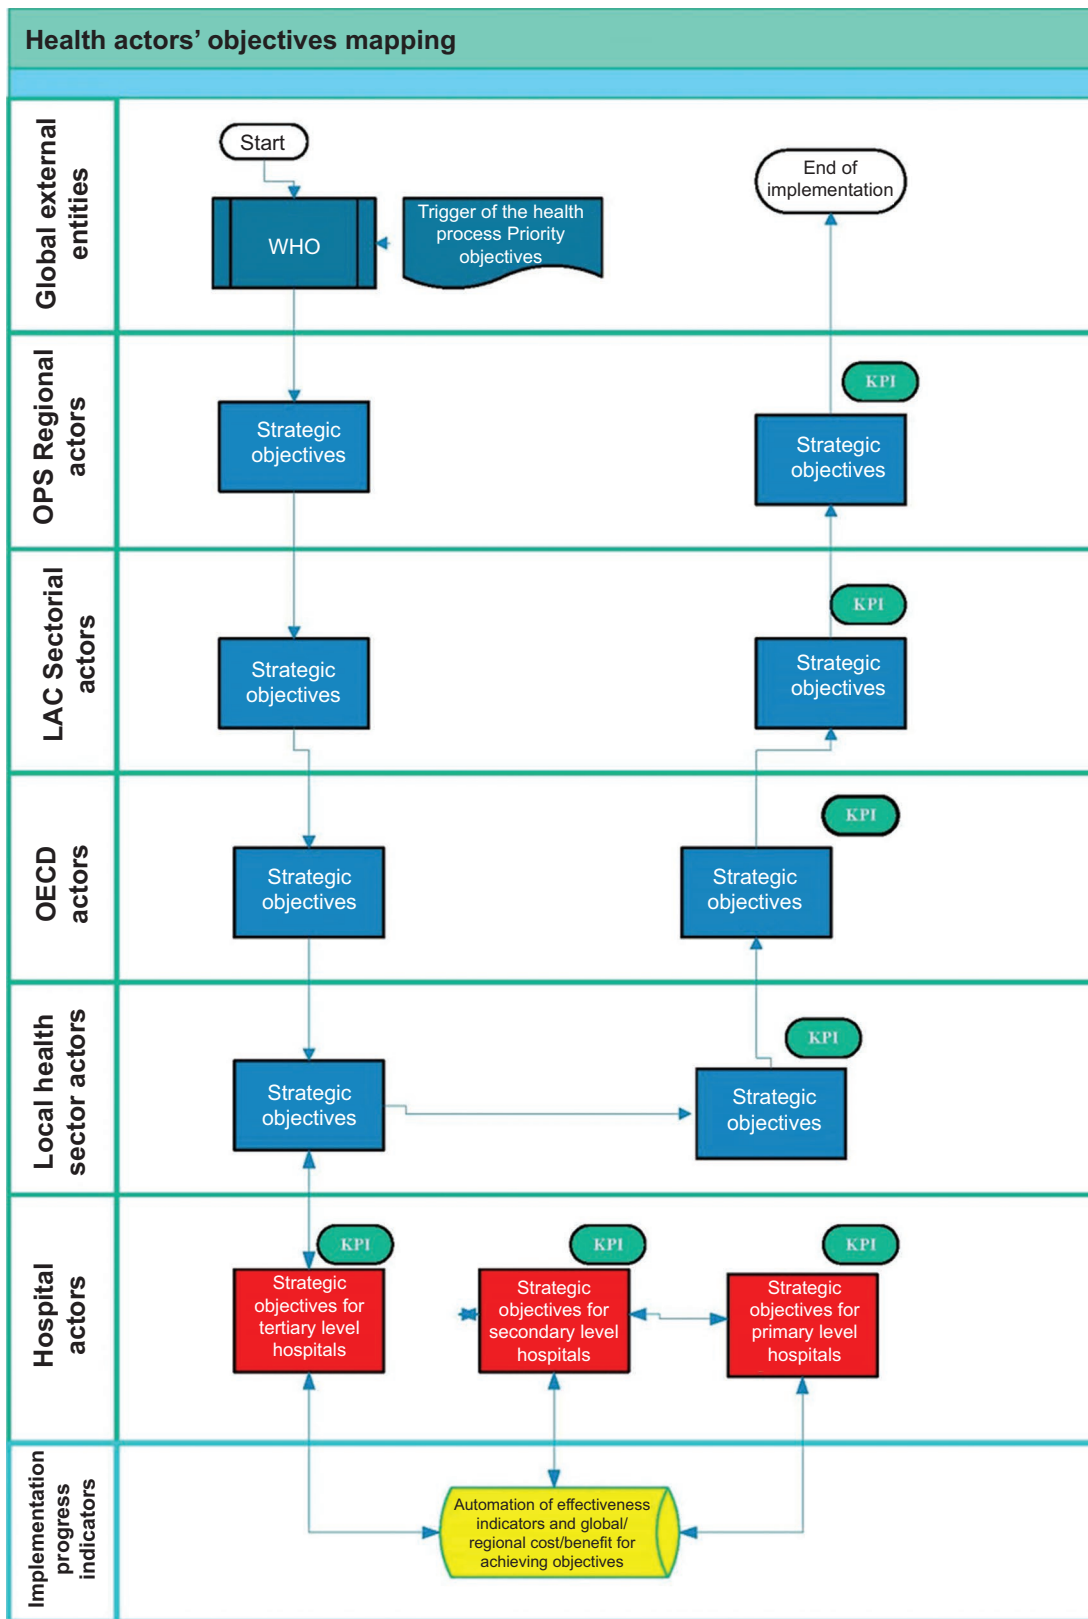 Health actors' objectives mapping
Global external
entities
Start
WHO
Trigger of the health
process Priority
objectives
End of
implementation
OPS Regional
actors
Strategic
objectives
KPI
Strategic
objectives
LAC Sectorial
actors
Strategic
objectives
KPI
Strategic
objectives
OECD
actors
Strategic
objectives
KPI
Strategic
objectives
Local health
sector actors
Strategic
objectives
KPI
Strategic
objectives
Hospital
actors
KPI
Strategic
objectives for
tertiary level
hospitals
KPI
Strategic
objectives for
secondary level
hospitals
KPI
Strategic
objectives for
primary level
hospitals
Implementation
progress
indicators
Automation of effectiveness
indicators and global/
regional cost/benefit for
achieving objectives